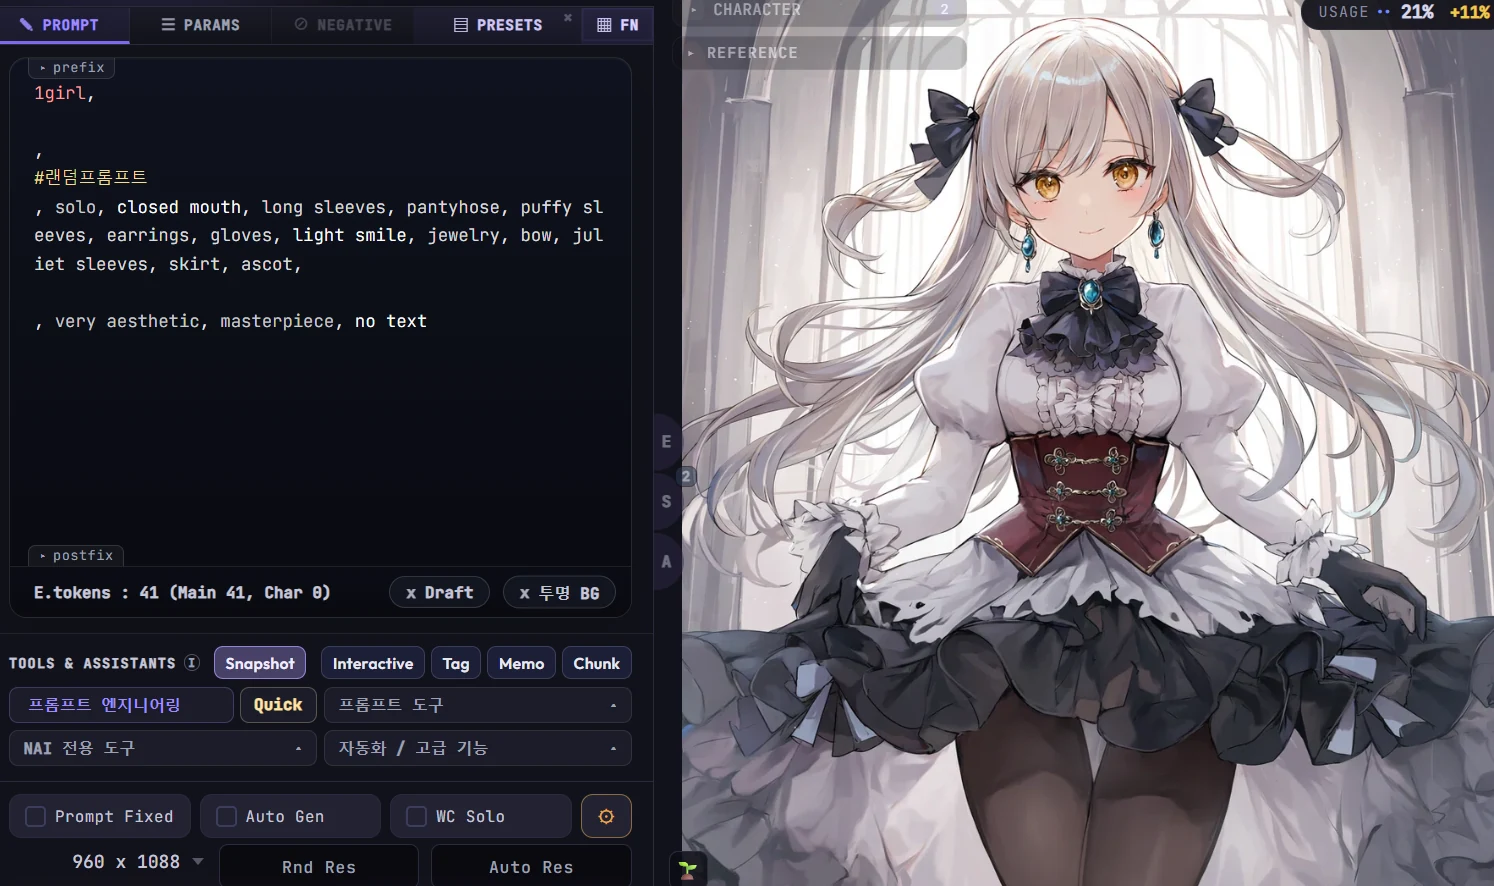 PROMPT
PARAMS
NEGATIVE
PRESETS
×
FN
CHARACTER 2
REFERENCE
USAGE 21% +11%
prefix
1girl,
,
#랜덤프롬프트
, solo, closed mouth, long sleeves, pantyhose, puffy sl
eeves, earrings, gloves, light smile, jewelry, bow, jul
iet sleeves, skirt, ascot,
, very aesthetic, masterpiece, no text
E
2
S
A
postfix
E.tokens : 41 (Main 41, Char 0)
x Draft
x 투명 BG
TOOLS & ASSISTANTS I
Snapshot
Interactive
Tag
Memo
Chunk
프롬프트 엔지니어링
Quick
프롬프트 도구
NAI 전용 도구
자동화 / 고급 기능
Prompt Fixed
Auto Gen
WC Solo
960 x 1088
Rnd Res
Auto Res